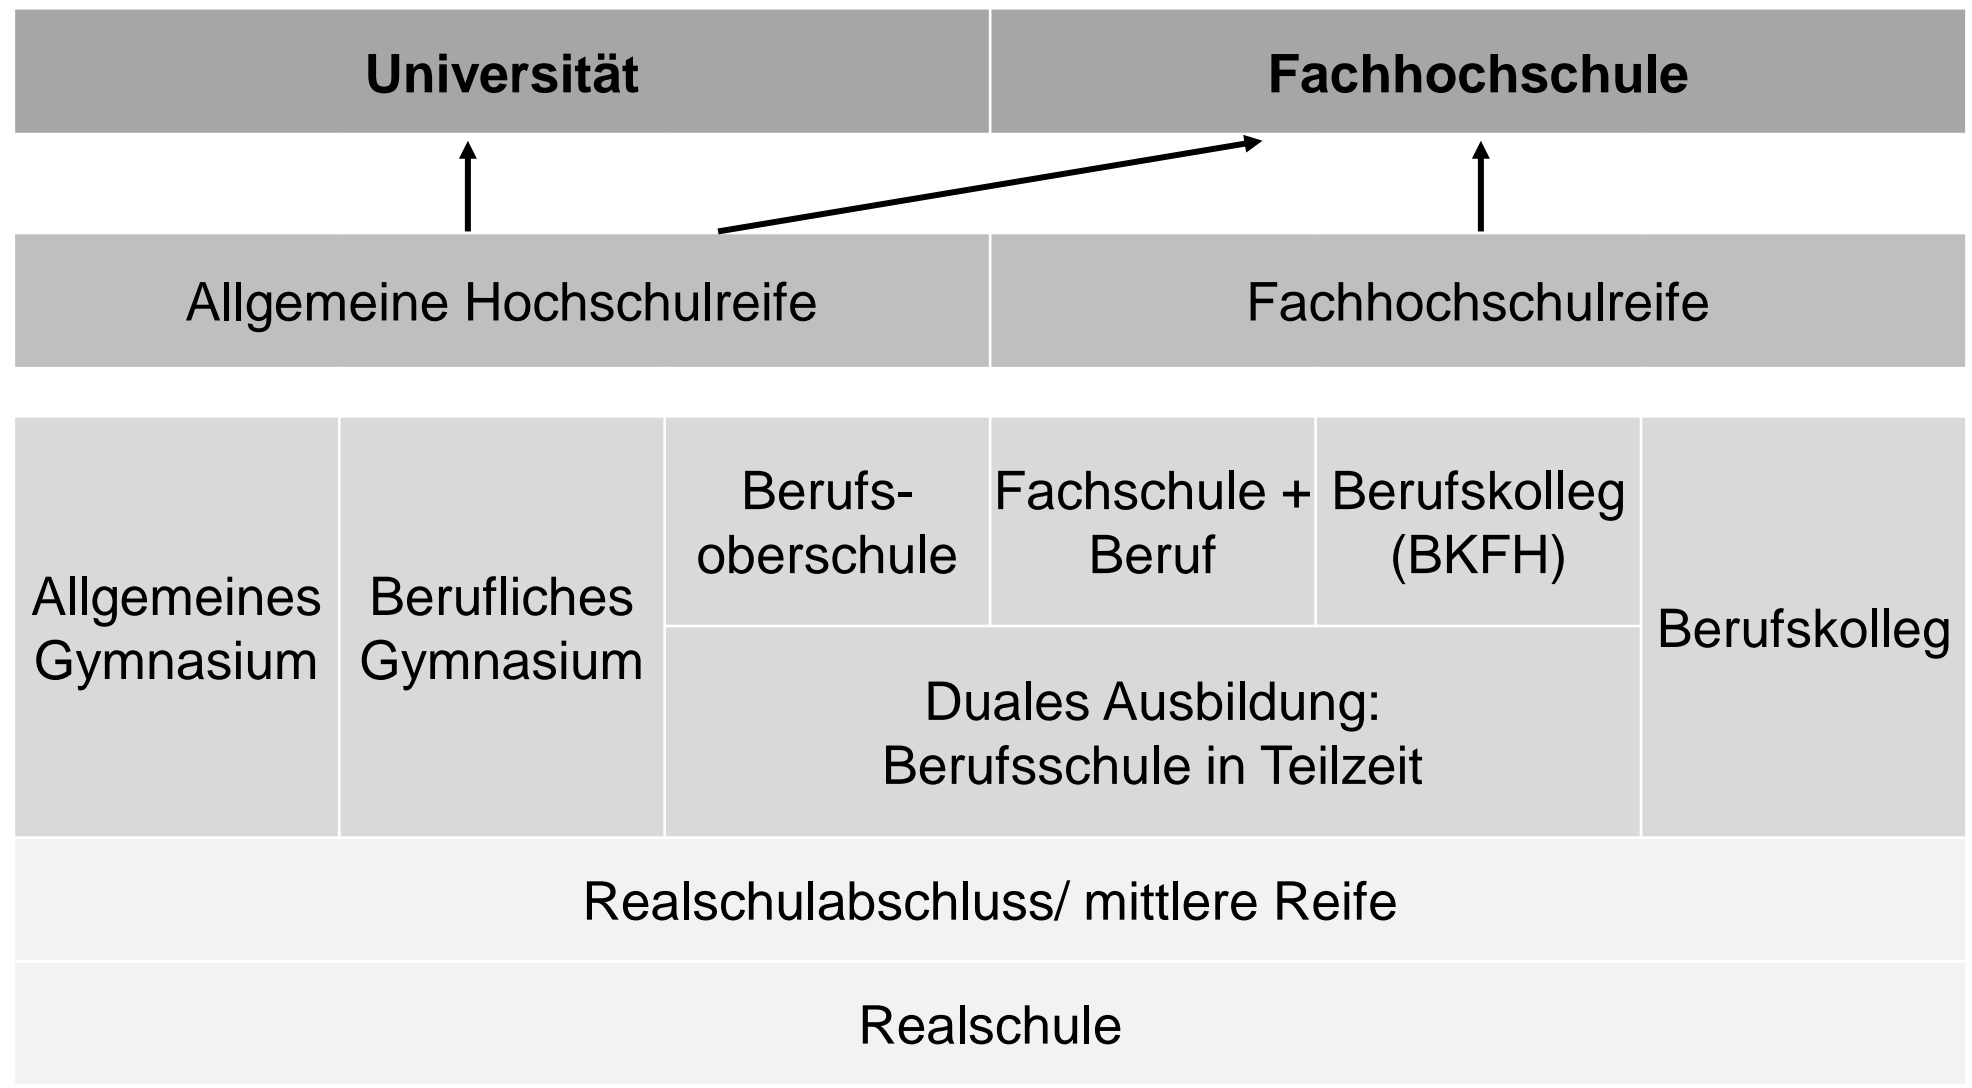 Universität
Fachhochschule
Allgemeine Hochschulreife
Fachhochschulreife
Allgemeines
Gymnasium
Berufliches
Gymnasium
Berufs-
oberschule
Fachschule +
Beruf
Berufskolleg
(BKFH)
Berufskolleg
Duales Ausbildung:
Berufsschule in Teilzeit
Realschulabschluss/ mittlere Reife
Realschule